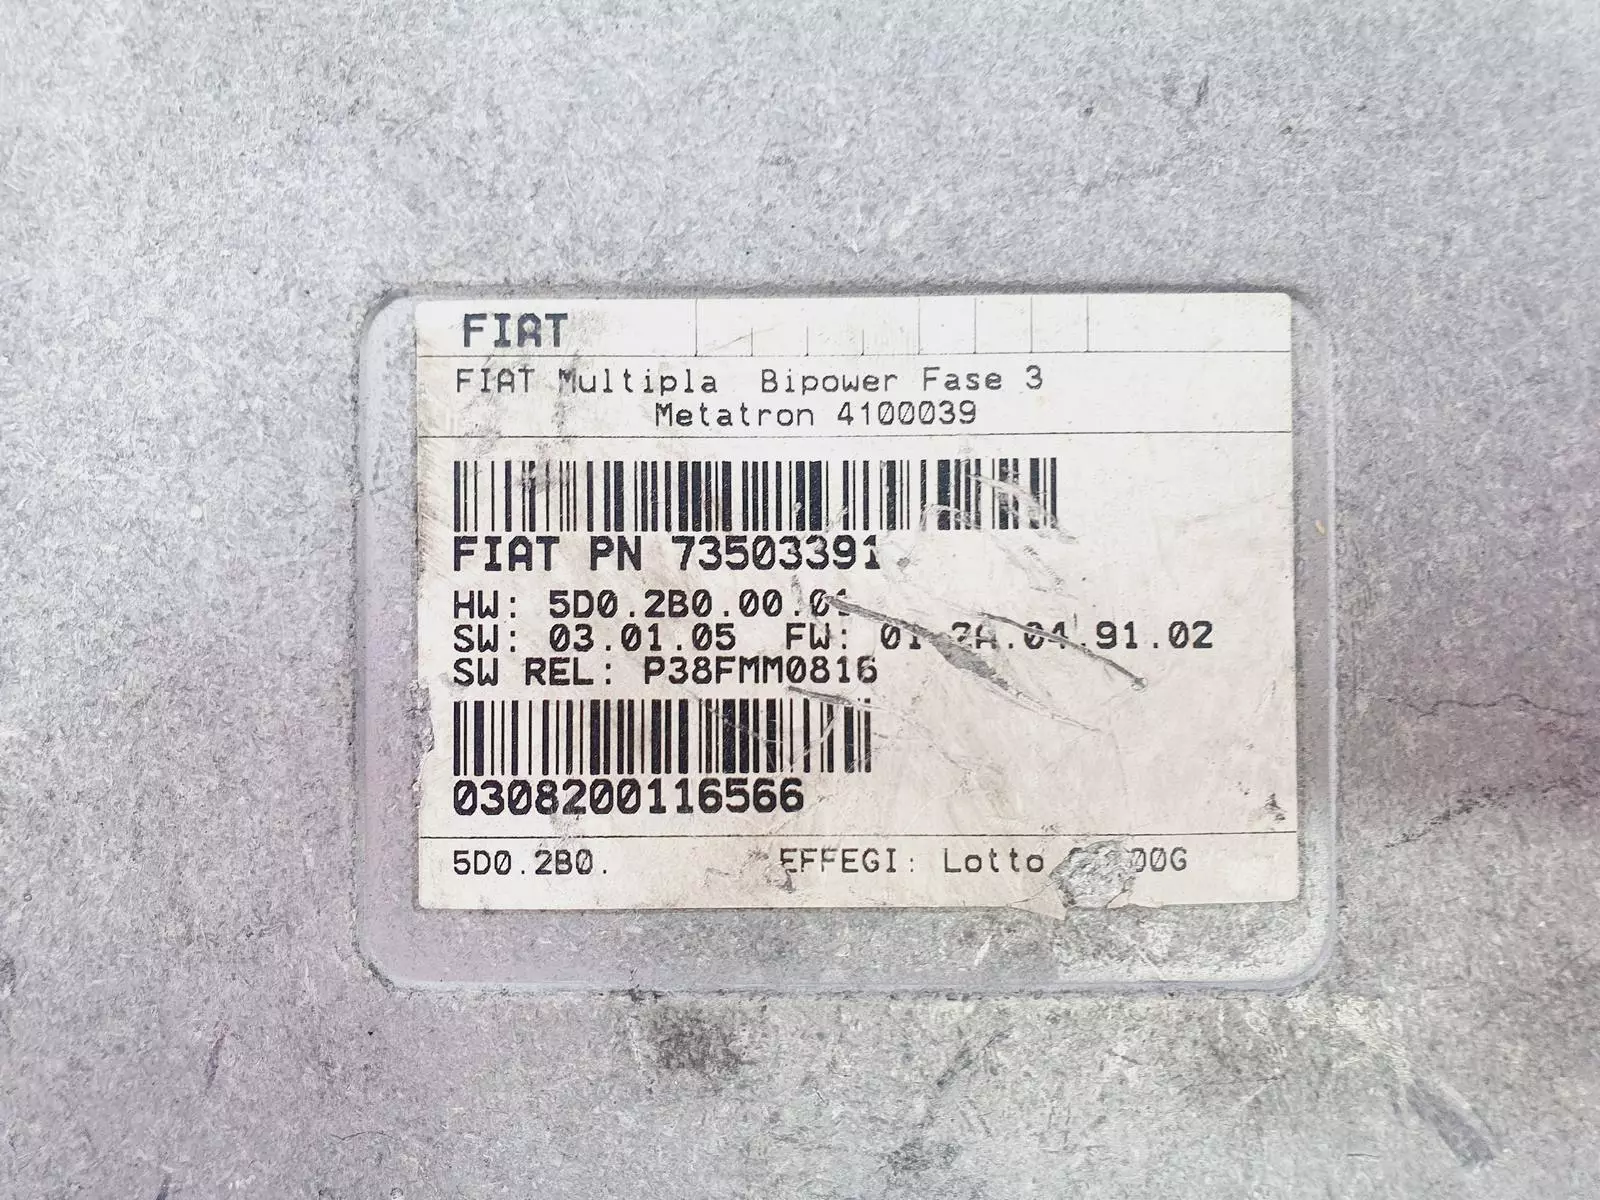 FIAT
FIAT Multipla Bipower Fase 3
Metatron 4100039
FIAT PN 73503391
HW: 5D0.2B0.00.01
SW: 03.01.05 FW:
SW REL: P38FMM0816
0308200116566
5D0.2B0. EFFEGI: Lotto